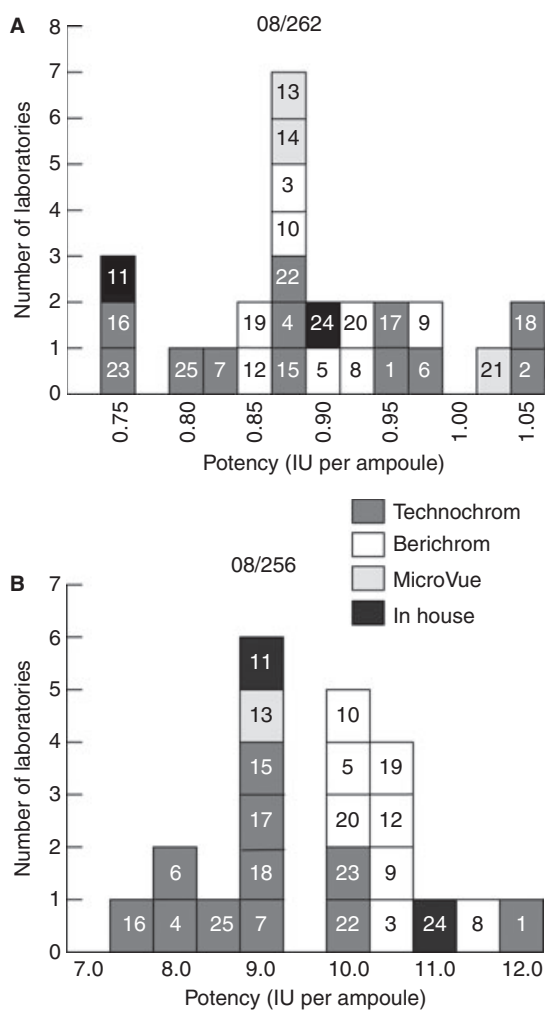 A
08/262
8
7
6
5
4
3
2
1
0
Number of laboratories
13
14
3
10
11 22
16 19 4 24 20 17 9 18
23 25 7 12 15 5 8 1 6 21 2
0.75 0.80 0.85 0.90 0.95 1.00 1.05
Potency (IU per ampoule)
Technochrom
Berichrom
MicroVue
In house
B
08/256
7
6
5
4
3
2
1
0
Number of laboratories
11
13 10
15 5 19
17 20 12
6 18 23 9
16 4 25 7 22 3 24 8 1
7.0 8.0 9.0 10.0 11.0 12.0
Potency (IU per ampoule)